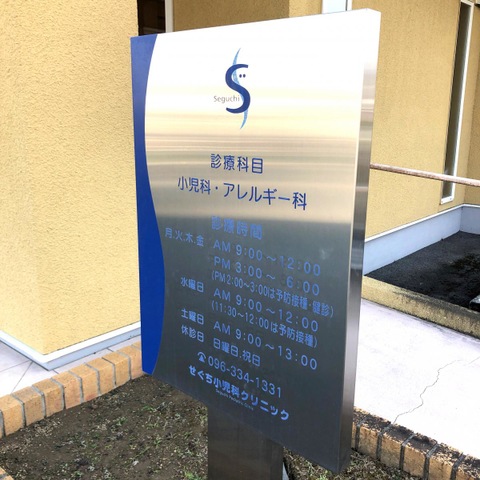 Seguchi
診療科目
小児科・アレルギー科
診療時間
月,火,木,金 AM 9:00~12:00
PM 3:00~ 6:00
(PM2:00~3:00は予防接種・健診)
水曜日 AM 9:00~12:00
(11:30~12:00は予防接種)
土曜日 AM 9:00~13:00
休診日 日曜日,祝日
☎096-334-1331
せぐち小児科クリニック